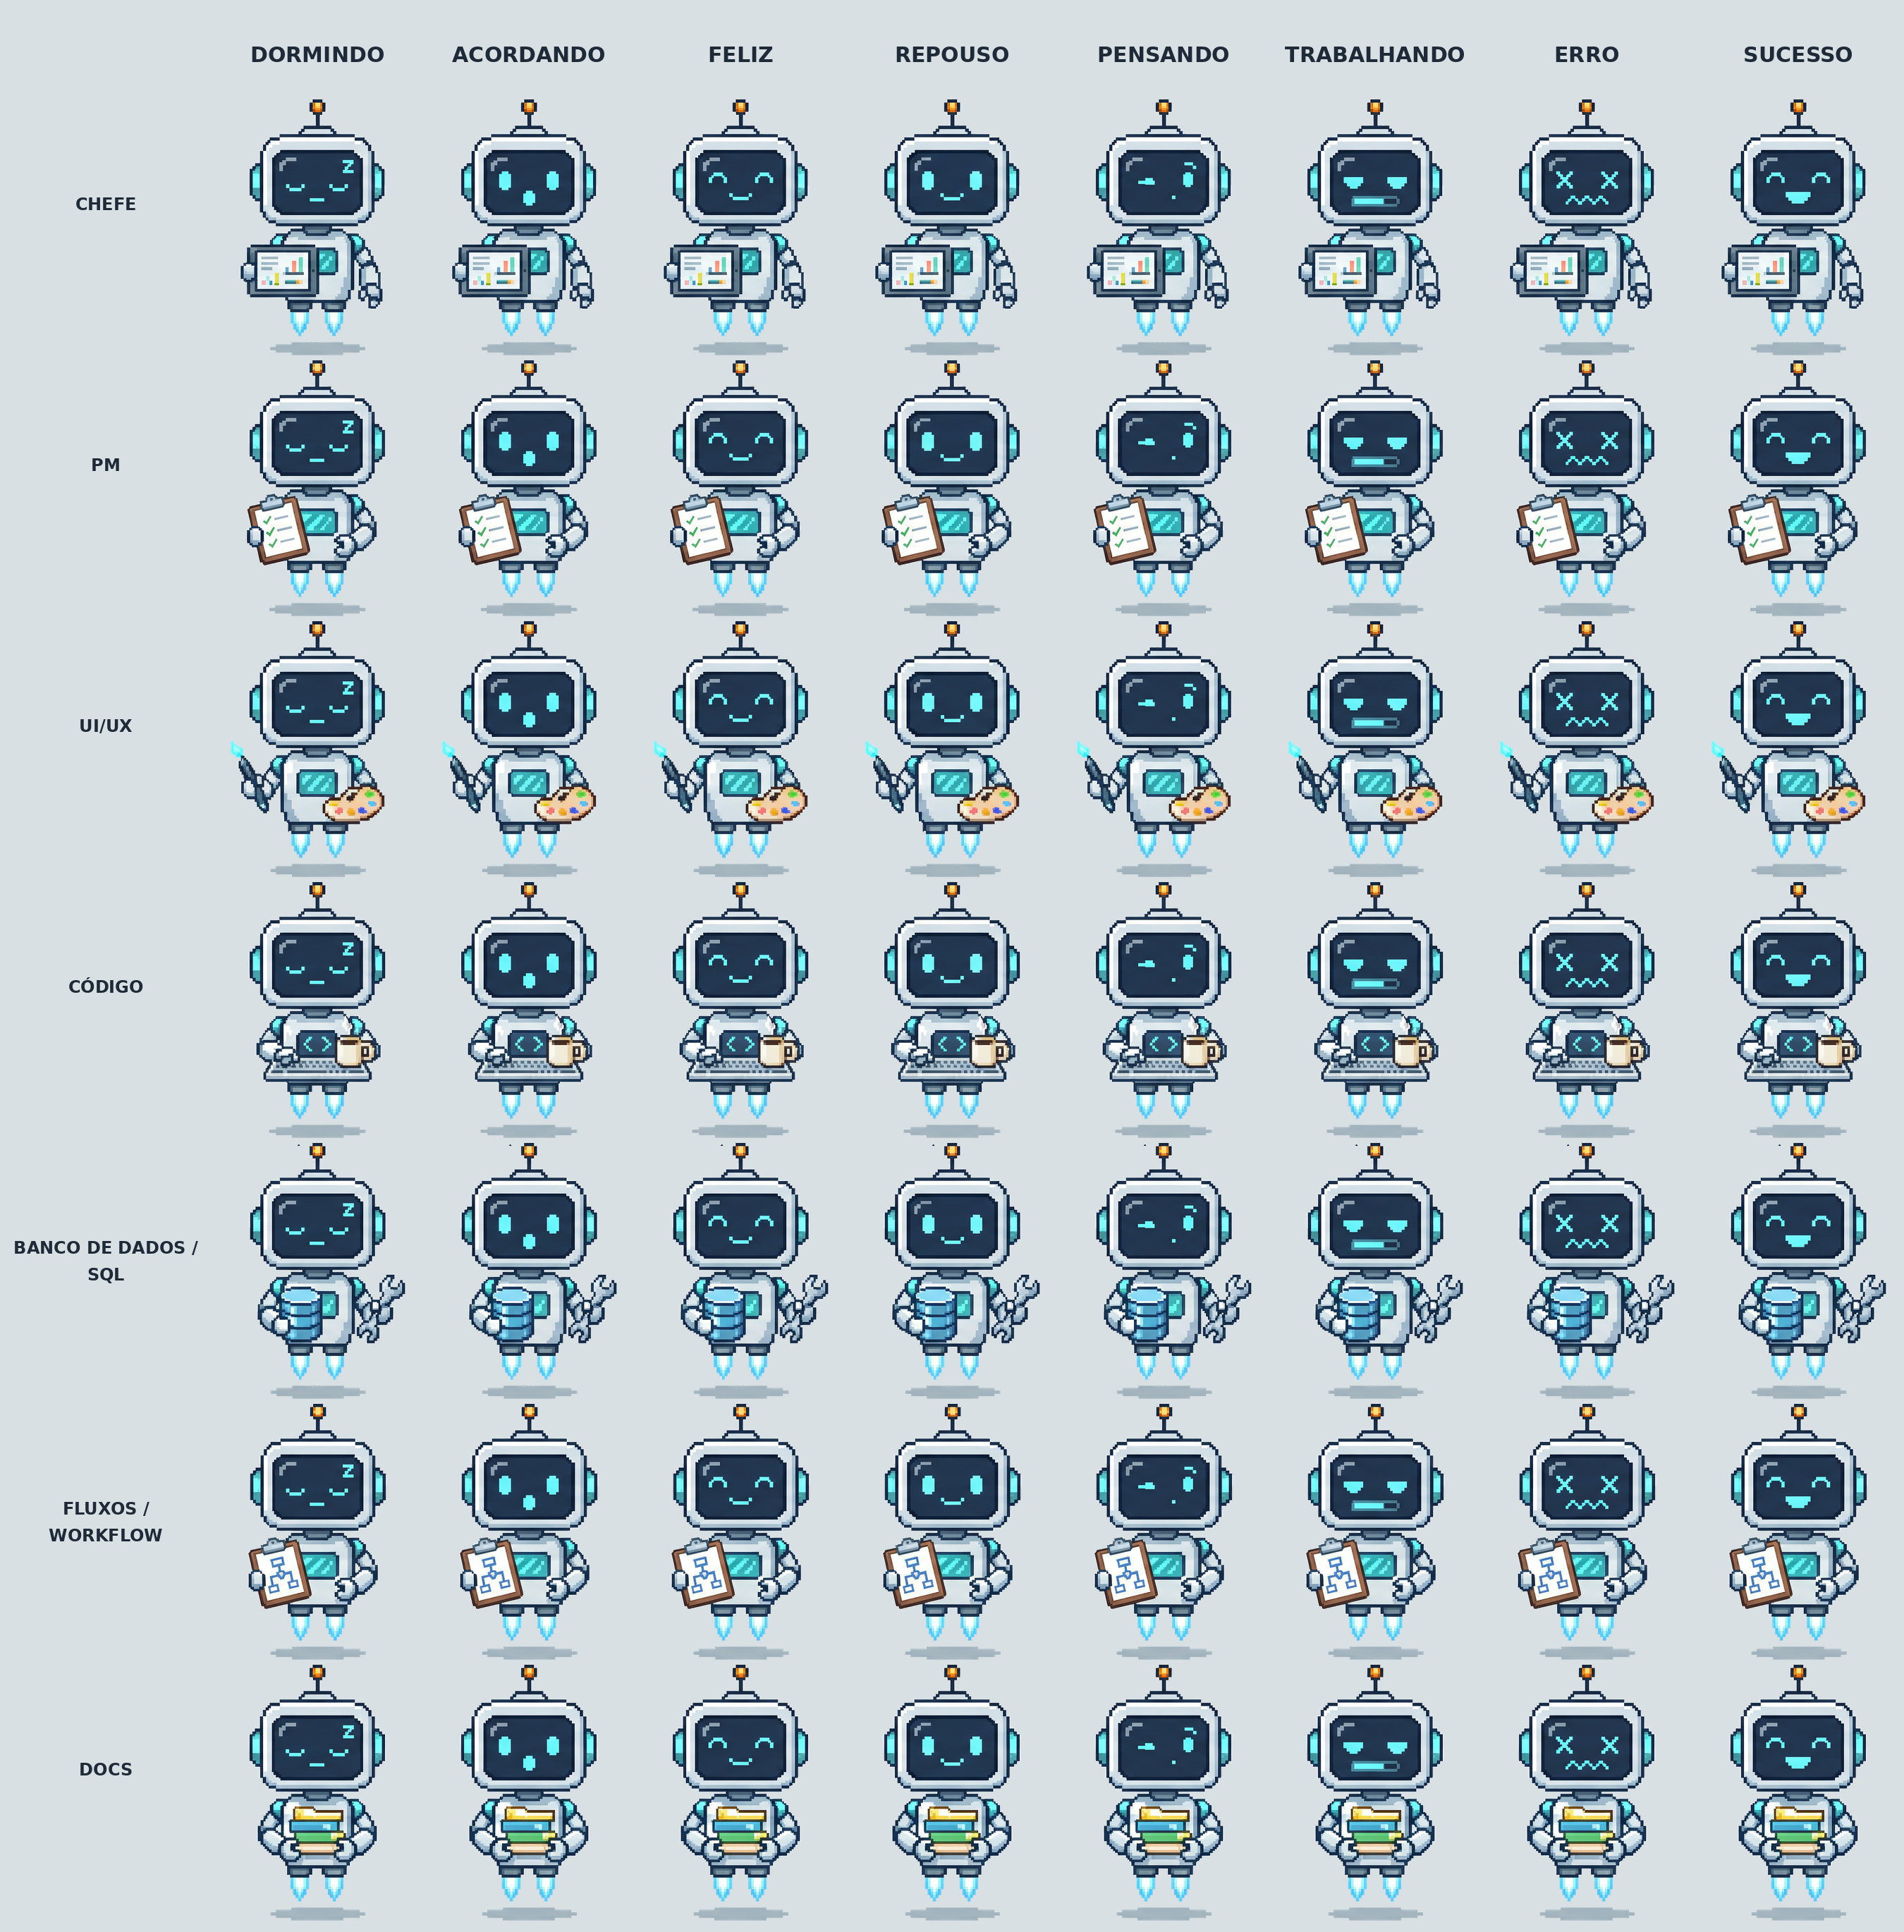 DORMINDO ACORDANDO FELIZ REPOUSO PENSANDO TRABALHANDO ERRO SUCESSO
CHEFE
PM
UI/UX
CÓDIGO
BANCO DE DADOS /
SQL
FLUXOS /
WORKFLOW
DOCS